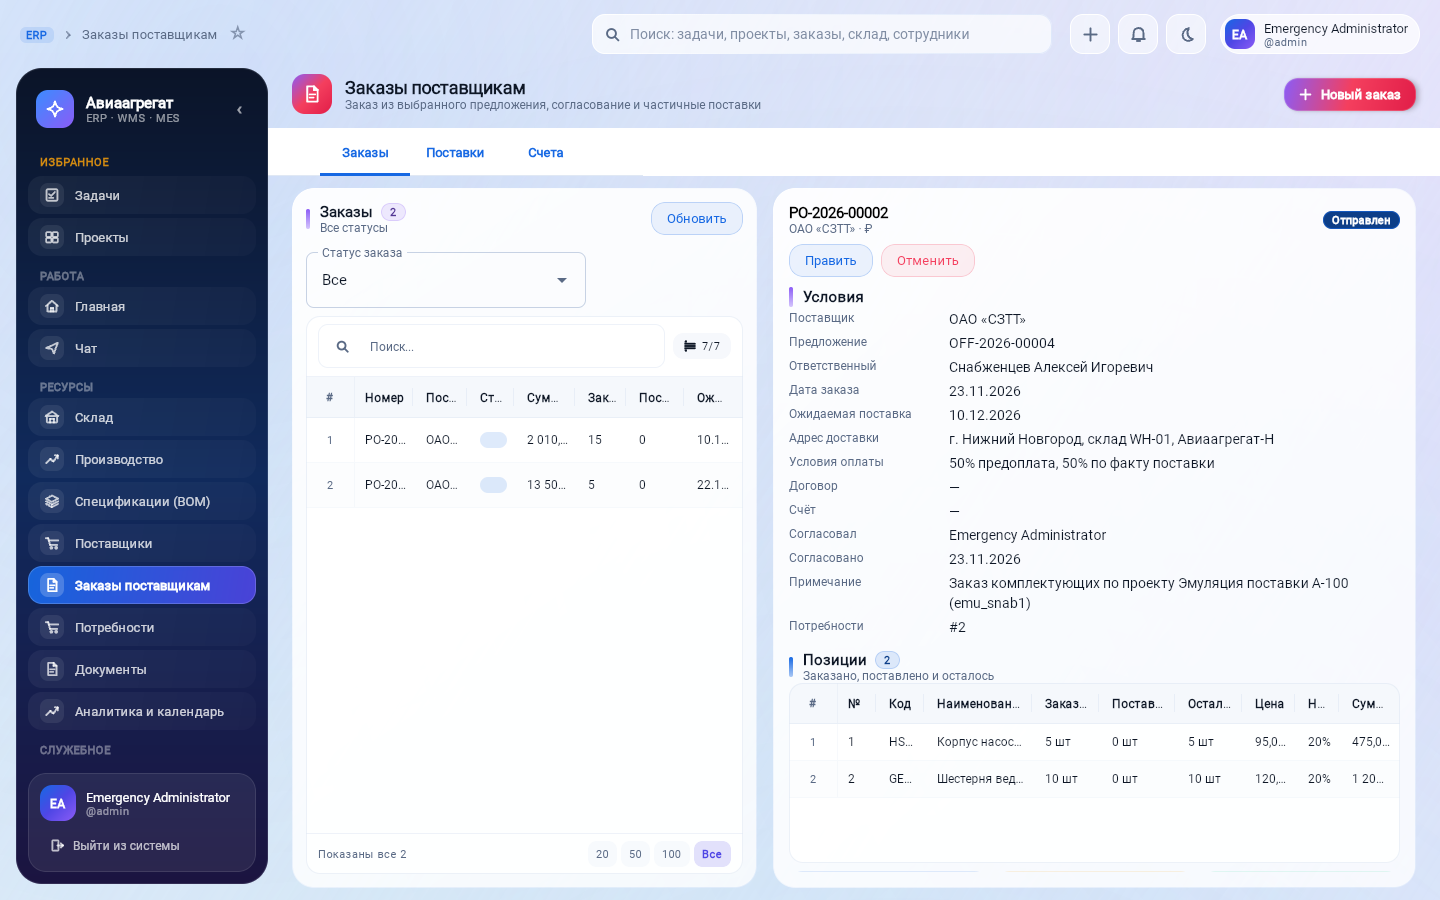 ERP › Заказы поставщикам
Поиск: задачи, проекты, заказы, склад, сотрудники
EA
Emergency Administrator
@admin
Авиаагрегат
ERP · WMS · MES
ИЗБРАННОЕ
Задачи
Проекты
РАБОТА
Главная
Чат
РЕСУРСЫ
Склад
Производство
Спецификации (BOM)
Поставщики
Заказы поставщикам
Потребности
Документы
Аналитика и календарь
СЛУЖЕБНОЕ
EA
Emergency Administrator
@admin
Выйти из системы
Заказы поставщикам
Заказ из выбранного предложения, согласование и частичные поставки
Новый заказ
Заказы Поставки Счета
Заказы 2
Все статусы
Обновить
Статус заказа
Все
Поиск...
7/7
# Номер Пос... Ст... Сум... Зак... Пос... Ож...
1 PO-20... ОАО... 2 010,... 15 0 10.1...
2 PO-20... ОАО... 13 50... 5 0 22.1...
Показаны все 2
20 50 100 Все
PO-2026-00002
ОАО «СЗТТ» · ₽
Отправлен
Править Отменить
Условия
Поставщик ОАО «СЗТТ»
Предложение OFF-2026-00004
Ответственный Снабженцев Алексей Игоревич
Дата заказа 23.11.2026
Ожидаемая поставка 10.12.2026
Адрес доставки г. Нижний Новгород, склад WH-01, Авиаагрегат-Н
Условия оплаты 50% предоплата, 50% по факту поставки
Договор —
Счёт —
Согласовал Emergency Administrator
Согласовано 23.11.2026
Примечание Заказ комплектующих по проекту Эмуляция поставки А-100
(emu_snab1)
Потребности #2
Позиции 2
Заказано, поставлено и осталось
# № Код Наименован... Заказ... Постав... Остал... Цена Н... Сум...
1 1 HS... Корпус насос... 5 шт 0 шт 5 шт 95,0... 20% 475,0...
2 2 GE... Шестерня вед... 10 шт 0 шт 10 шт 120,... 20% 1 20...